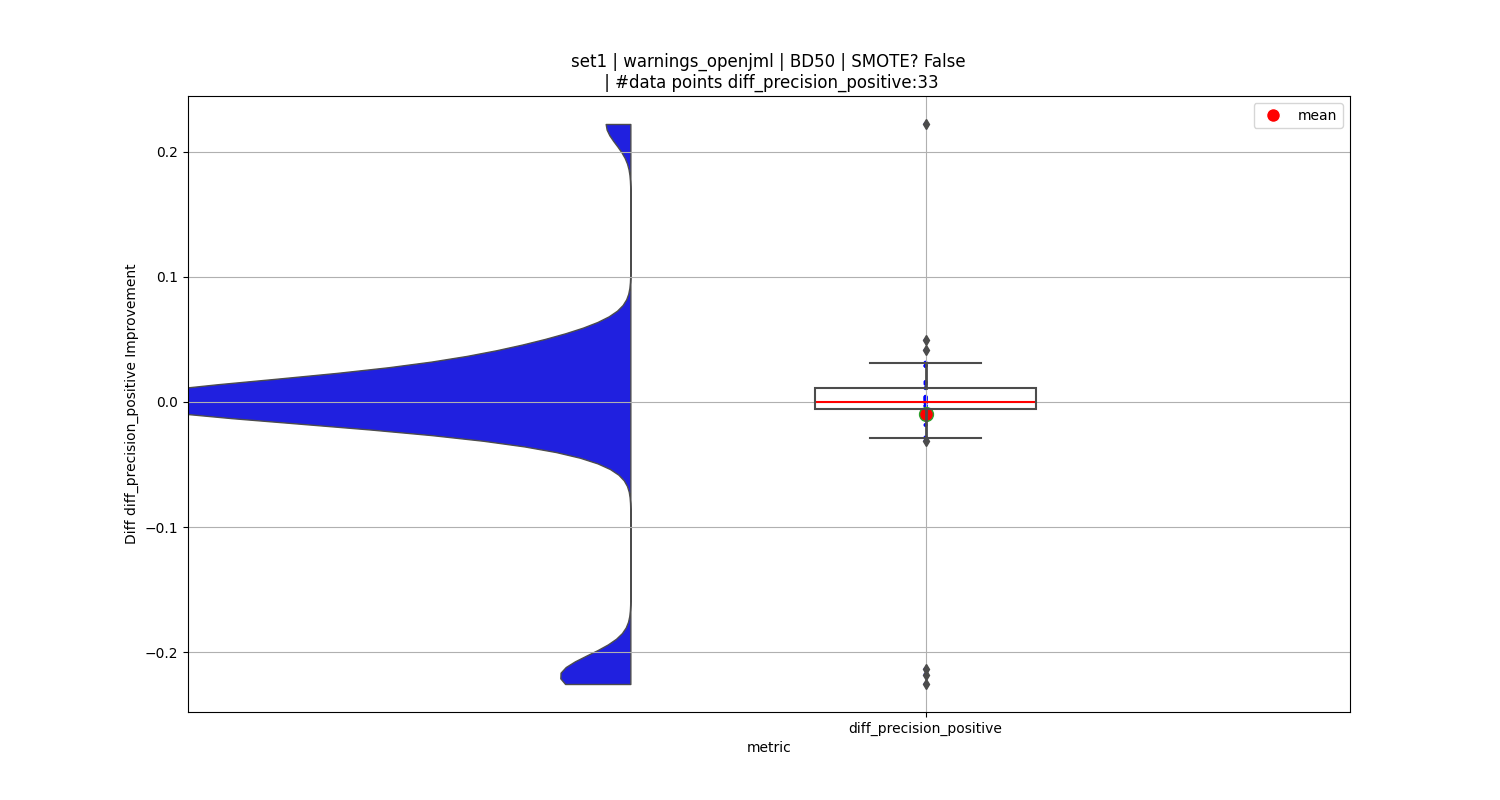 set1 | warnings_openjml | BD50 | SMOTE? False
| #data points diff_precision_positive:33
mean
0.2
0.1
0.0
−0.1
−0.2
Diff diff_precision_positive Improvement
diff_precision_positive
metric